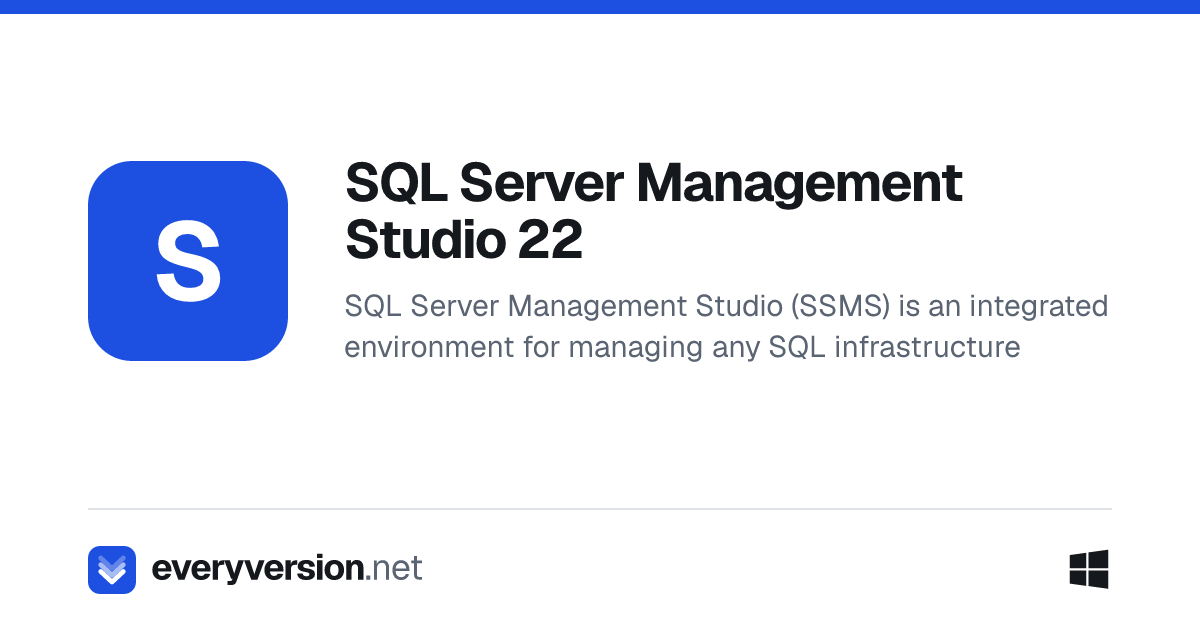 S
SQL Server Management
Studio 22
SQL Server Management Studio (SSMS) is an integrated
environment for managing any SQL infrastructure
everyversion.net